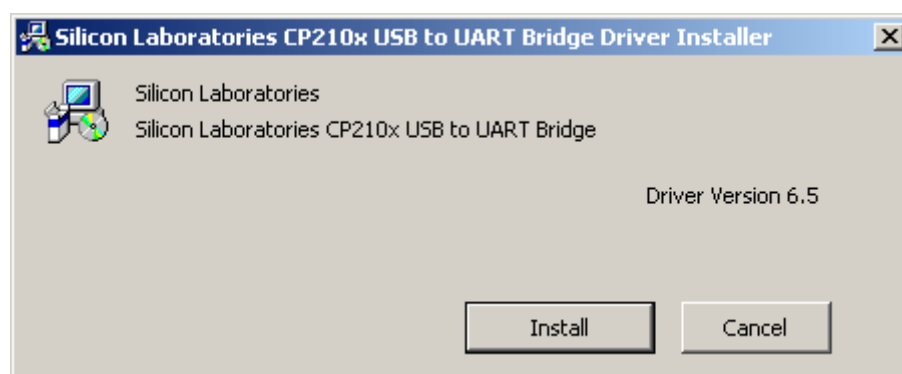 Silicon Laboratories CP210x USB to UART Bridge Driver Installer
Silicon Laboratories
Silicon Laboratories CP210x USB to UART Bridge
Driver Version 6.5
Install
Cancel